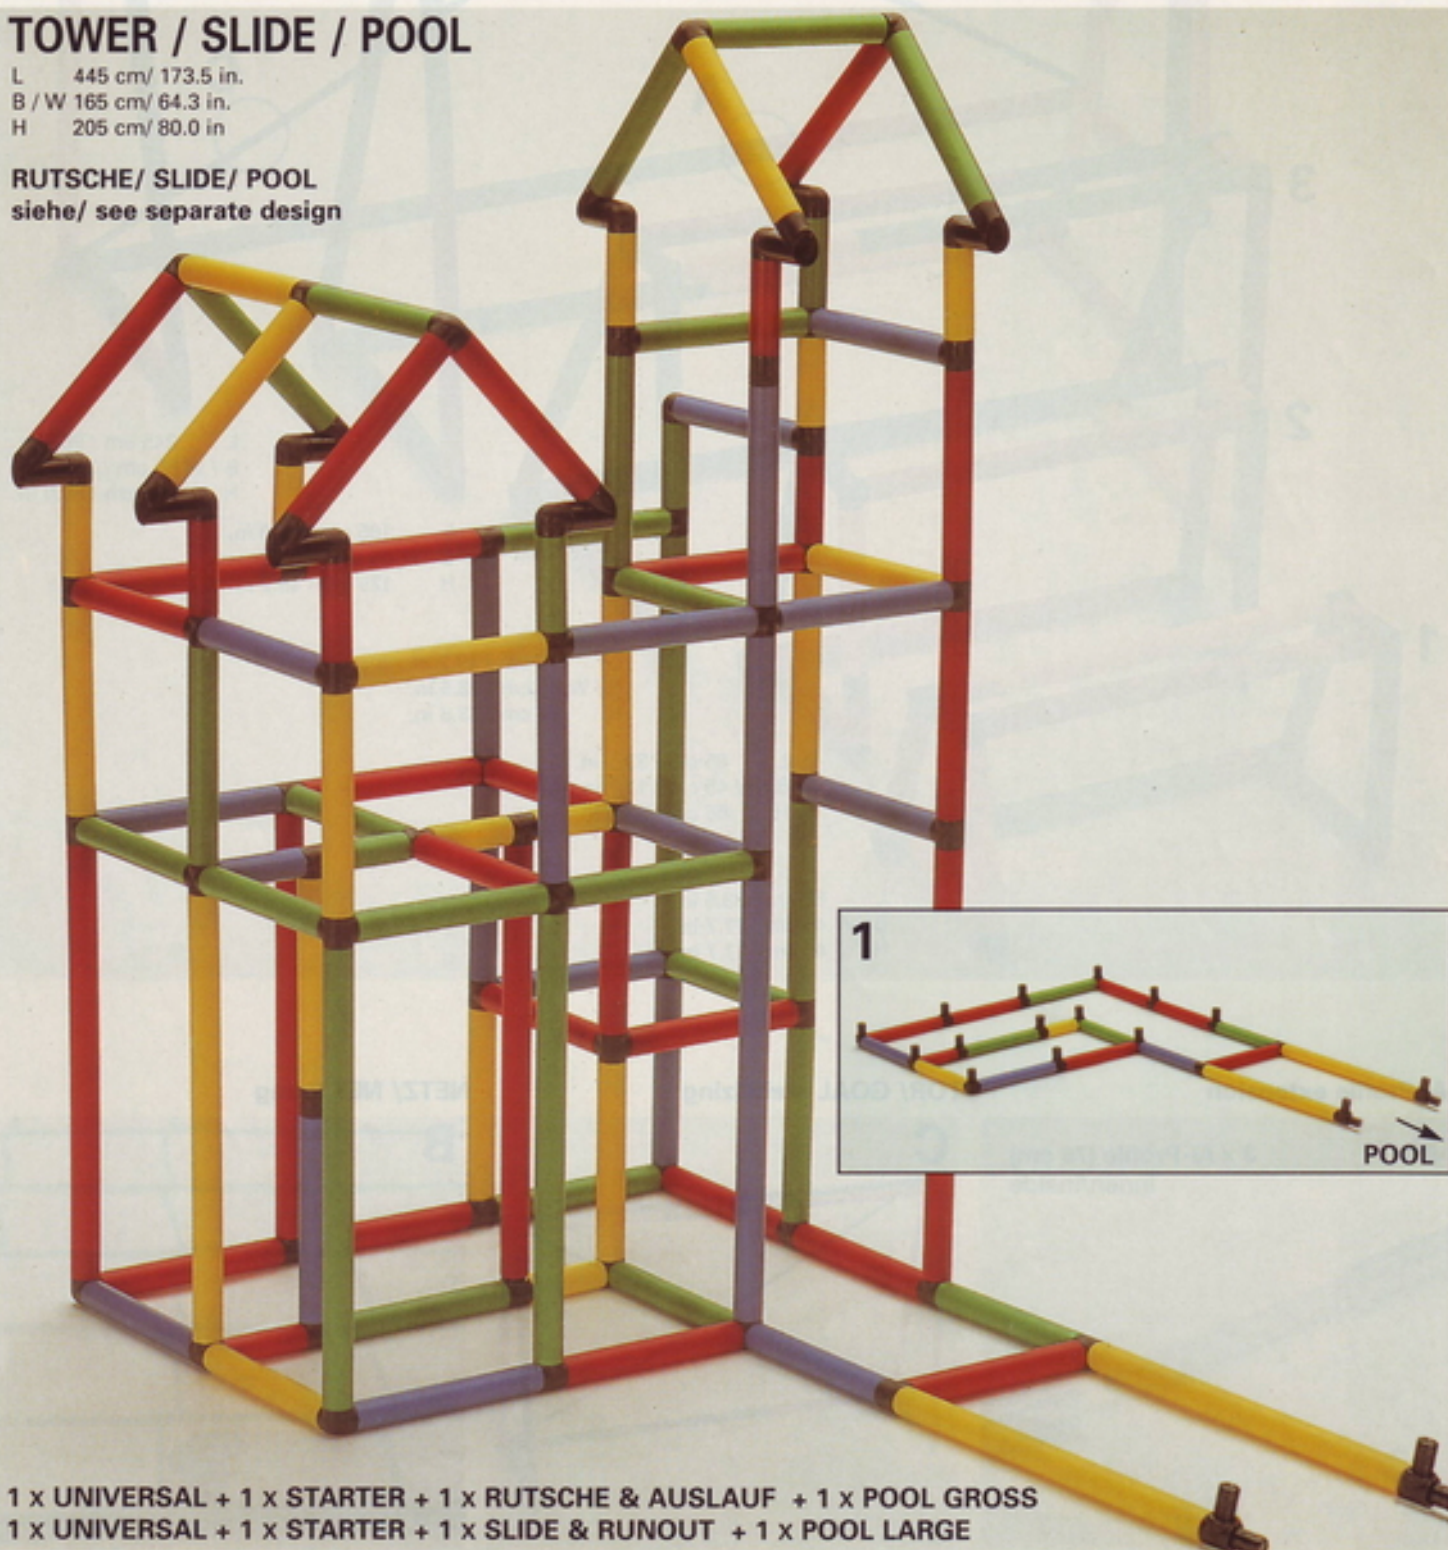 TOWER / SLIDE / POOL
L 445 cm/ 173.5 in.
B / W 165 cm/ 64.3 in.
H 205 cm/ 80.0 in
RUTSCHE/ SLIDE/ POOL
siehe/ see separate design
1
POOL
1 x UNIVERSAL + 1 x STARTER + 1 x RUTSCHE & AUSLAUF + 1 x POOL GROSS
1 x UNIVERSAL + 1 x STARTER + 1 x SLIDE & RUNOUT + 1 x POOL LARGE